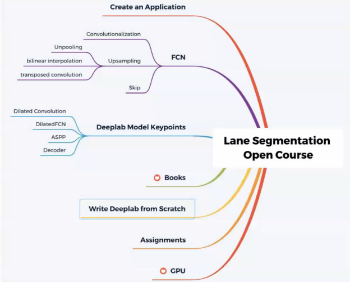 Create an Application
Convolutionalization
Unpooling
bilinear interpolation
Upsampling
FCN
transposed convolution
Skip
Dilated Convolution
DilatedFCN
Deeplab Model Keypoints
ASPP
Decoder
Lane Segmentation
Open Course
Books
Write Deeplab from Scratch
Assignments
GPU